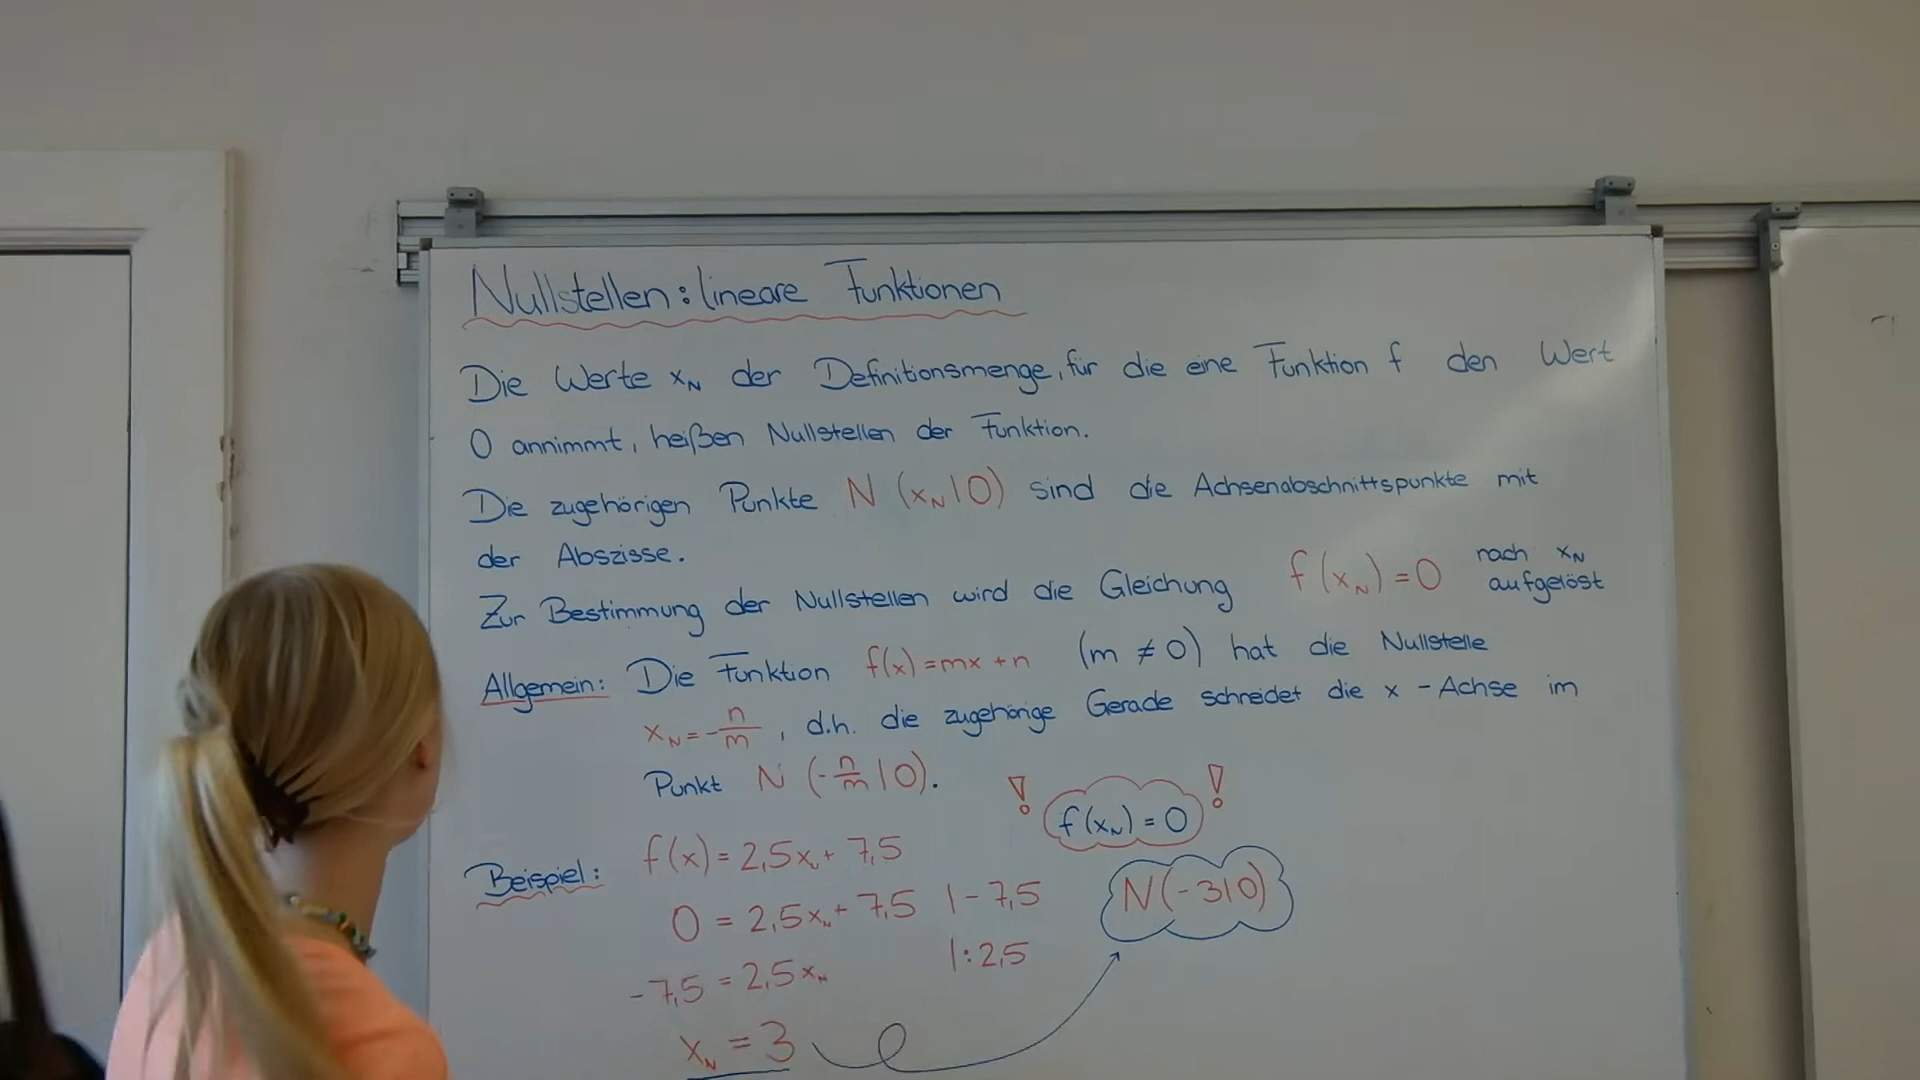 Nullstellen: lineare Funktionen
Die Werte x_N der Definitionsmenge, für die eine Funktion f den Wert
0 annimmt, heißen Nullstellen der Funktion.
Die zugehörigen Punkte N (x_N|0) sind die Achsenabschnittspunkte mit
der Abszisse.
Zur Bestimmung der Nullstellen wird die Gleichung f(x_N) = 0 nach x_N aufgelöst
Allgemein: Die Funktion f(x) = mx + n (m ≠ 0) hat die Nullstelle
x_N = -n/m, d.h. die zugehörige Gerade schneidet die x-Achse im
Punkt N (-n/m|0).
! f(x_N) = 0 !
Beispiel: f(x) = 2,5x + 7,5
0 = 2,5x_N + 7,5 | - 7,5
N(-3|0)
-7,5 = 2,5x_N |: 2,5
x_N = 3